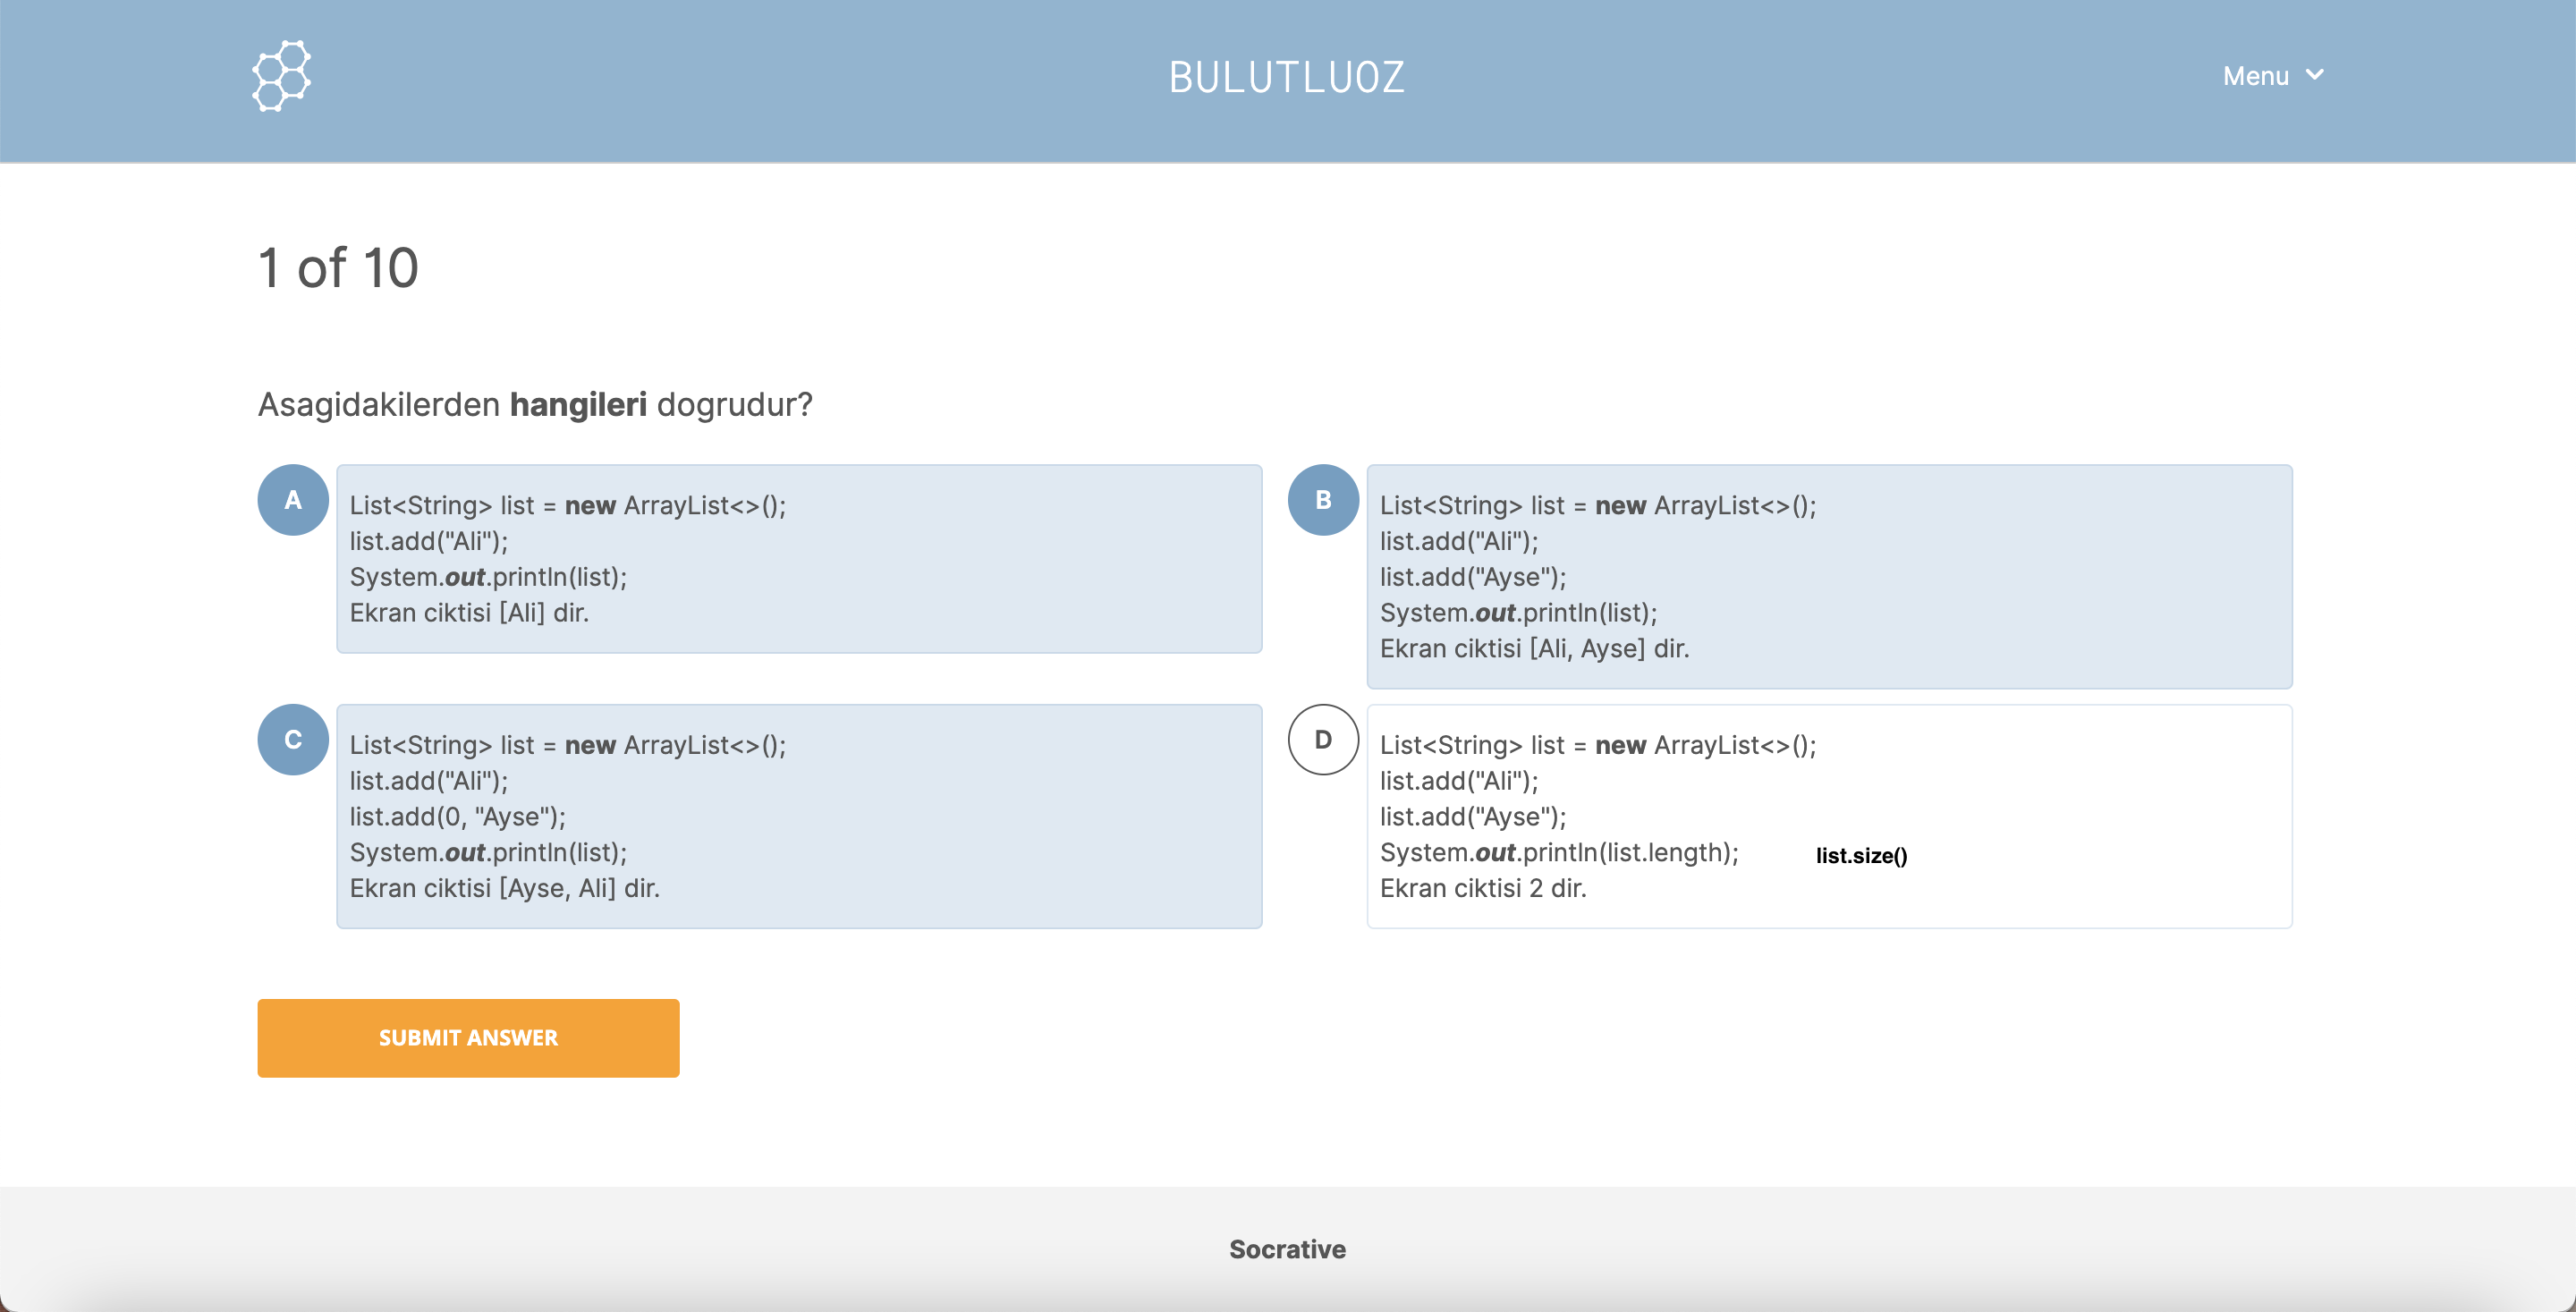 BULUTLUOZ
Menu
1 of 10
Asagidakilerden hangileri dogrudur?
A
List<String> list = new ArrayList<>();
list.add("Ali");
System.out.println(list);
Ekran ciktisi [Ali] dir.
B
List<String> list = new ArrayList<>();
list.add("Ali");
list.add("Ayse");
System.out.println(list);
Ekran ciktisi [Ali, Ayse] dir.
C
List<String> list = new ArrayList<>();
list.add("Ali");
list.add(0, "Ayse");
System.out.println(list);
Ekran ciktisi [Ayse, Ali] dir.
D
List<String> list = new ArrayList<>();
list.add("Ali");
list.add("Ayse");
System.out.println(list.length); list.size()
Ekran ciktisi 2 dir.
SUBMIT ANSWER
Socrative